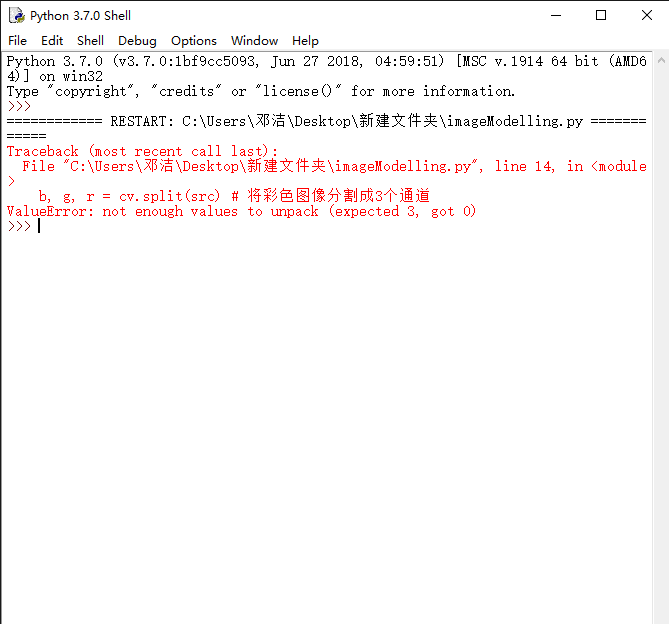 Python 3.7.0 Shell
File Edit Shell Debug Options Window Help
Python 3.7.0 (v3.7.0:1bf9cc5093, Jun 27 2018, 04:59:51) [MSC v.1914 64 bit (AMD6
4)] on win32
Type "copyright", "credits" or "license()" for more information.
>>>
============ RESTART: C:\Users\邓洁\Desktop\新建文件夹\imageModelling.py =======
=====
Traceback (most recent call last):
  File "C:\Users\邓洁\Desktop\新建文件夹\imageModelling.py", line 14, in <module
>
    b, g, r = cv.split(src) # 将彩色图像分割成3个通道
ValueError: not enough values to unpack (expected 3, got 0)
>>>